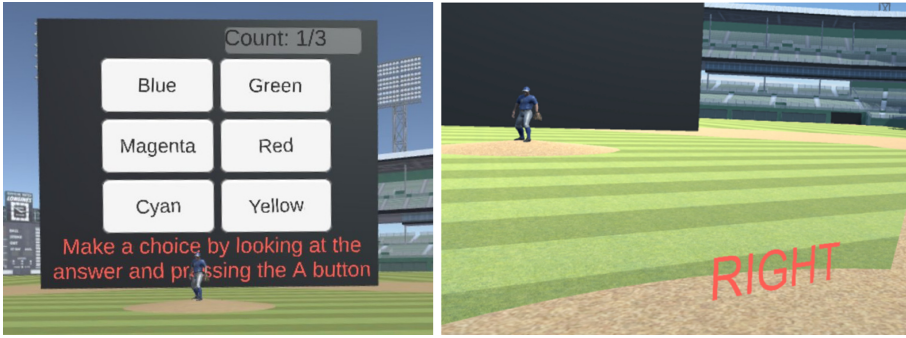 Count: 1/3
Blue Green
Magenta Red
Cyan Yellow
Make a choice by looking at the
answer and pressing the A button
RIGHT